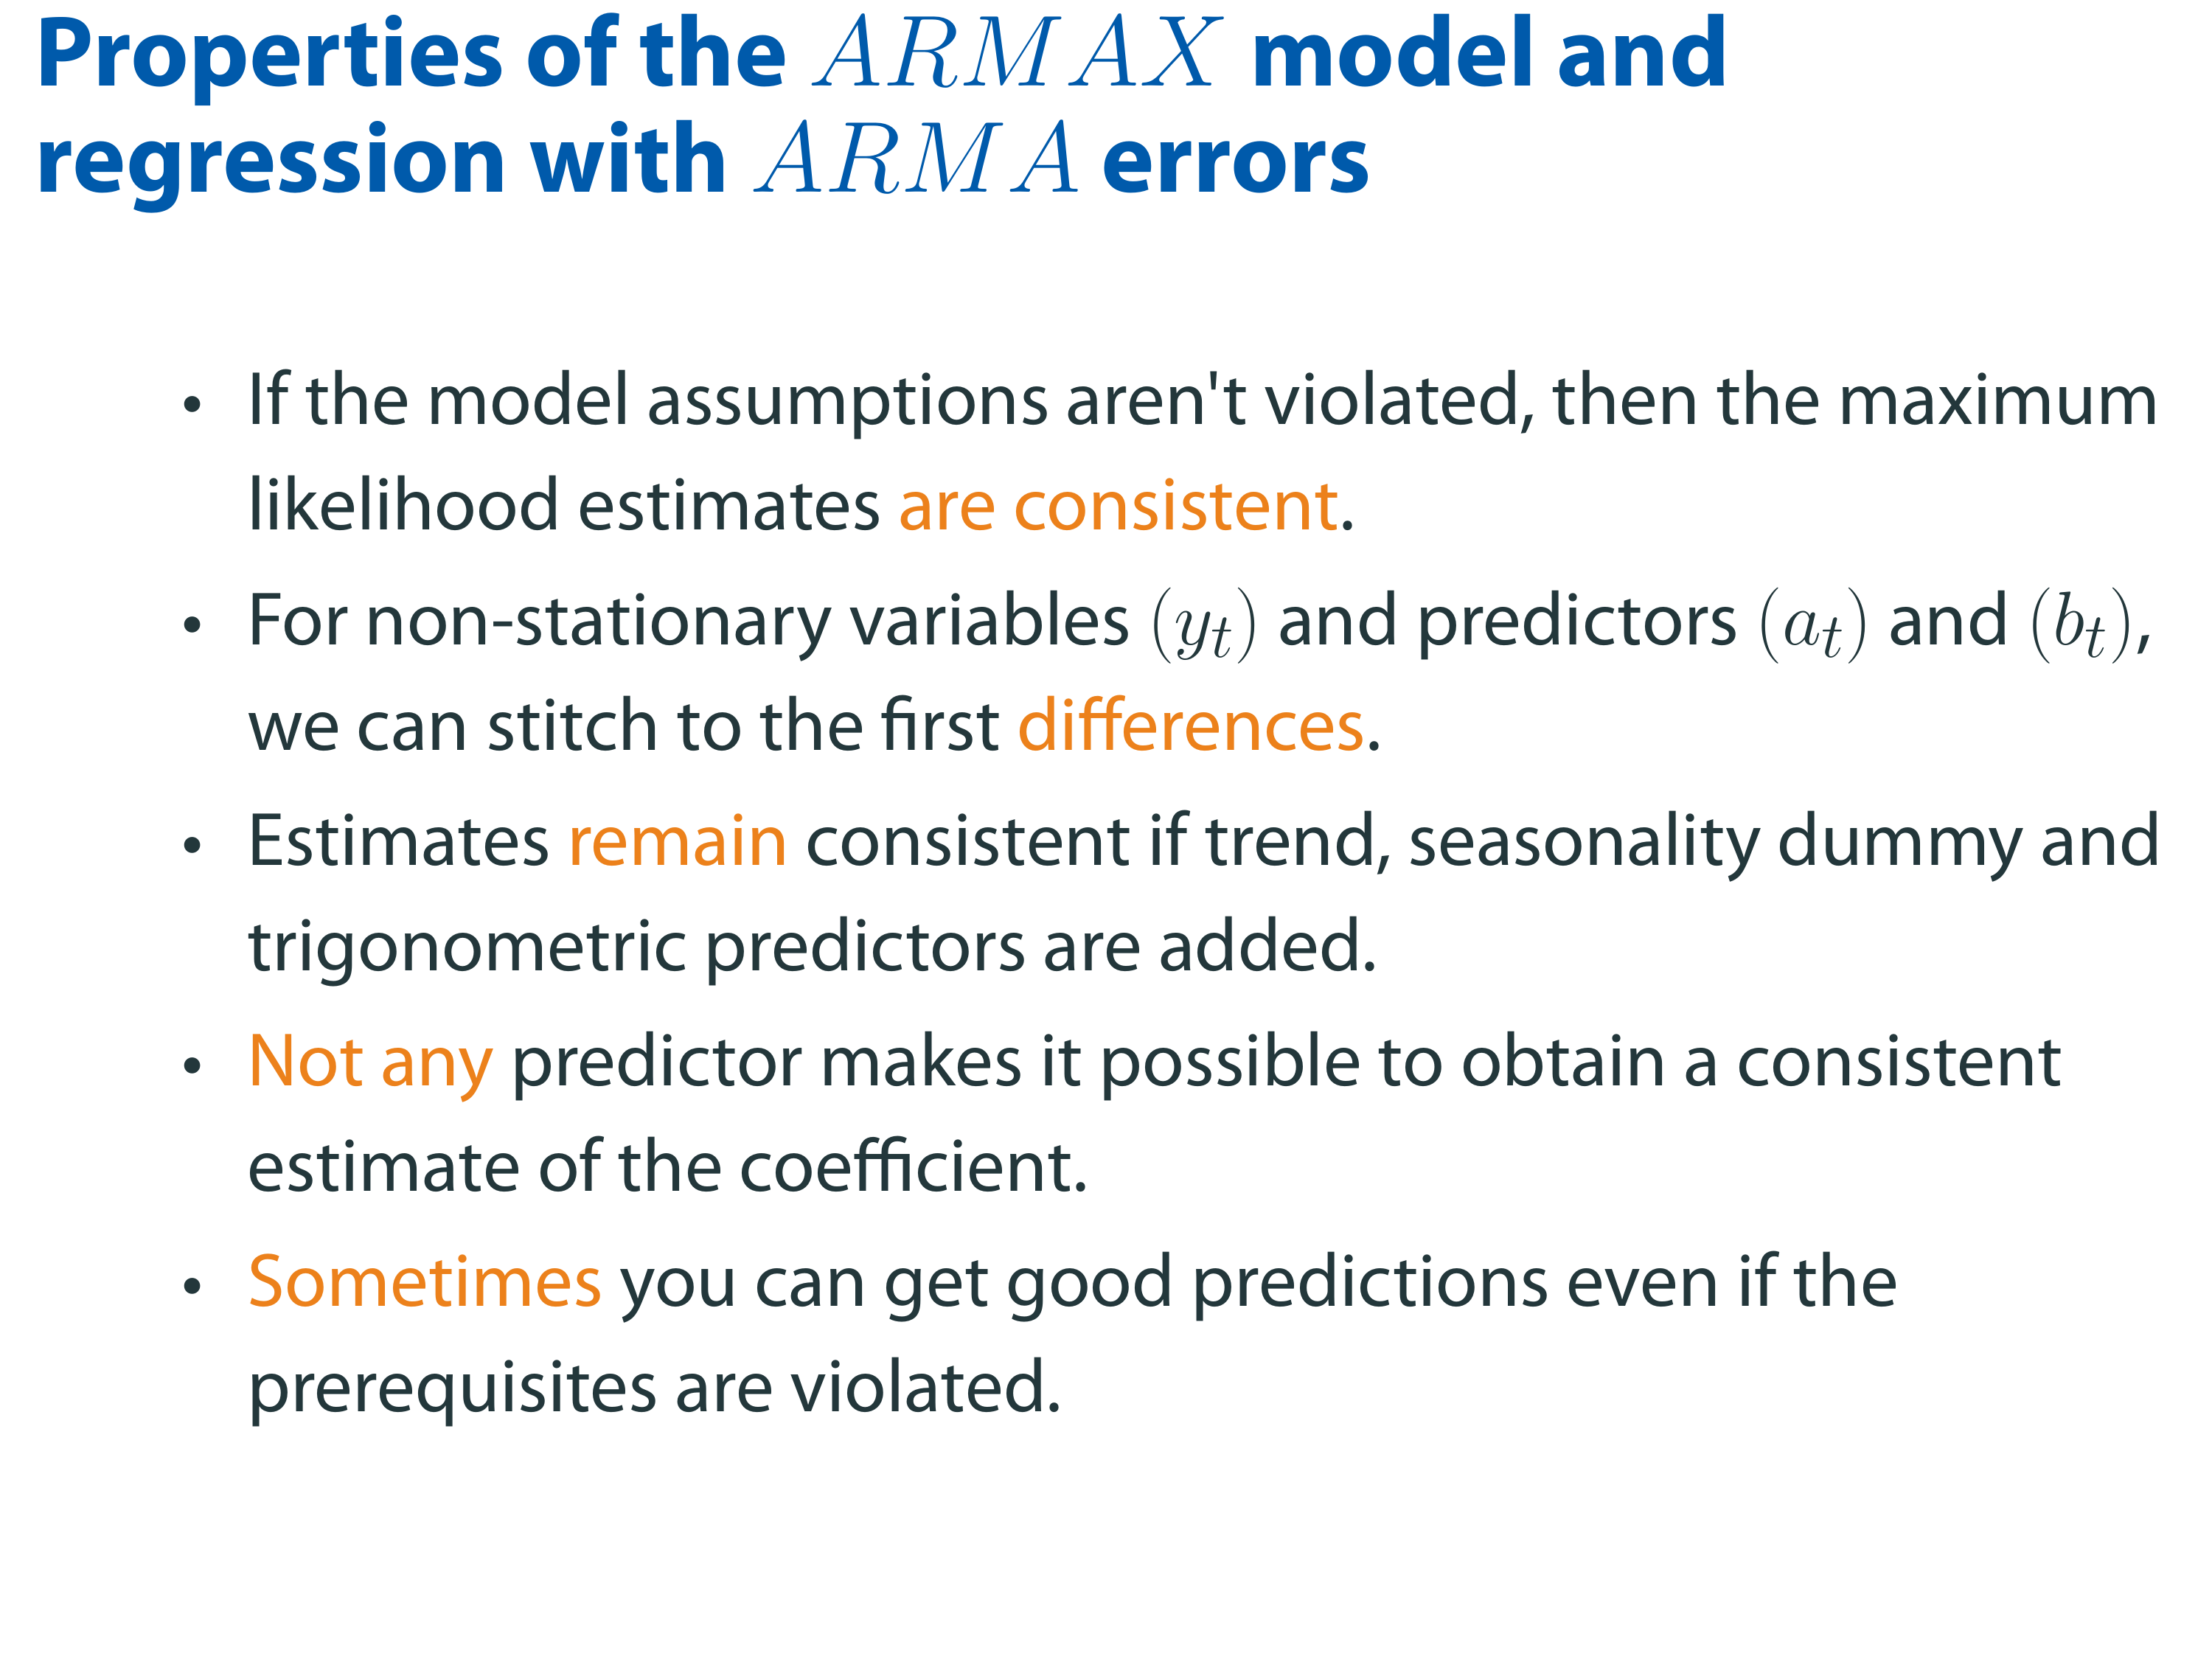 Properties of the ARMAX model and
regression with ARMA errors
• If the model assumptions aren't violated, then the maximum
likelihood estimates are consistent.
• For non-stationary variables (y_t) and predictors (a_t) and (b_t),
we can stitch to the first differences.
• Estimates remain consistent if trend, seasonality dummy and
trigonometric predictors are added.
• Not any predictor makes it possible to obtain a consistent
estimate of the coefficient.
• Sometimes you can get good predictions even if the
prerequisites are violated.